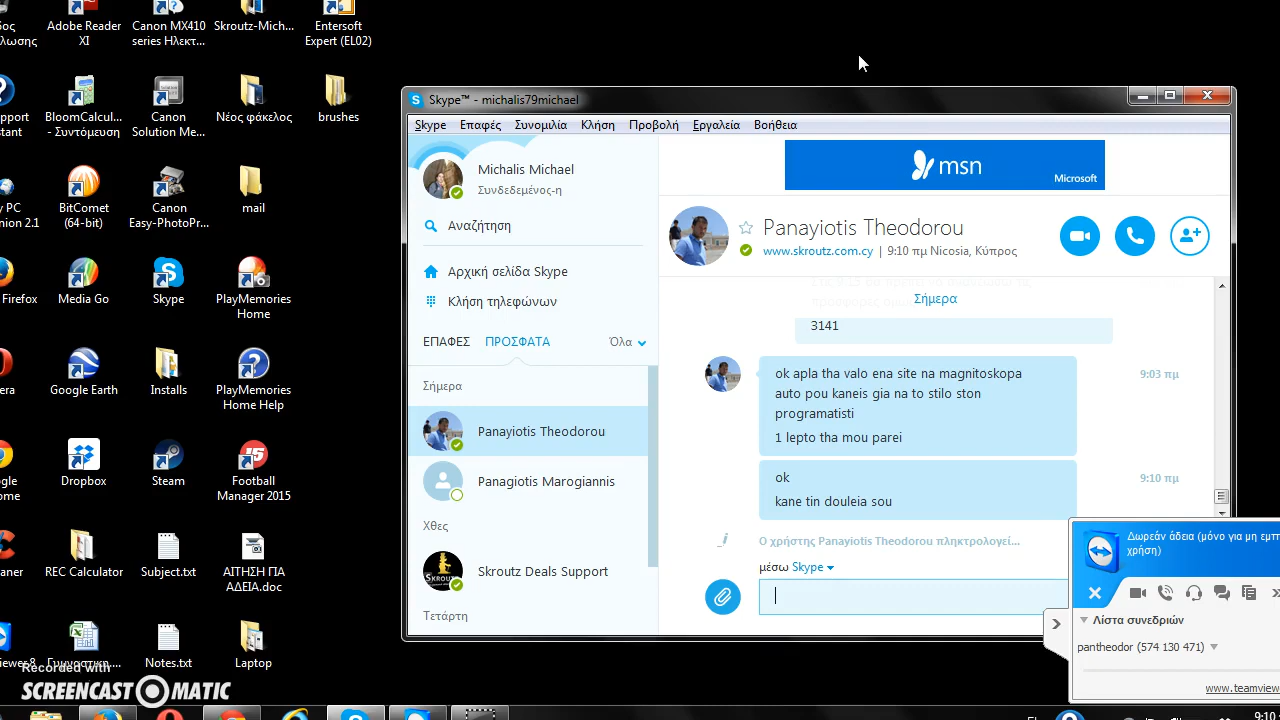 Adobe Reader
XI
Canon MX410
series Ηλεκτ...
Skroutz-Mich...
Entersoft
Expert (EL02)
BloomCalcul...
- Συντόμευση
Canon
Solution Me...
Νέος φάκελος
brushes
BitComet
(64-bit)
Canon
Easy-PhotoPr...
mail
Firefox
Media Go
Skype
PlayMemories
Home
Google Earth
Installs
PlayMemories
Home Help
Dropbox
Steam
Football
Manager 2015
REC Calculator
Subject.txt
ΑΙΤΗΣΗ ΓΙΑ
ΑΔΕΙΑ.doc
Notes.txt
Laptop
Recorded with
SCREENCAST MATIC
Skype™ - michalis79michael
Skype Επαφές Συνομιλία Κλήση Προβολή Εργαλεία Βοήθεια
Michalis Michael
Συνδεδεμένος-η
Αναζήτηση
Αρχική σελίδα Skype
Κλήση τηλεφώνων
ΕΠΑΦΕΣ ΠΡΟΣΦΑΤΑ Όλα
Σήμερα
Panayiotis Theodorou
Panagiotis Marogiannis
Χθες
Skroutz Deals Support
Τετάρτη
msn
Microsoft
Panayiotis Theodorou
www.skroutz.com.cy | 9:10 πμ Nicosia, Κύπρος
Σήμερα
3141
ok apla tha valo ena site na magnitoskopa
auto pou kaneis gia na to stilo ston
programatisti
1 lepto tha mou parei
9:03 πμ
ok
kane tin douleia sou
9:10 πμ
Ο χρήστης Panayiotis Theodorou πληκτρολογεί...
μέσω Skype
Δωρεάν άδεια (μόνο για μη εμπ
χρήση)
Λίστα συνεδριών
pantheodor (574 130 471)
www.teamview
9:10